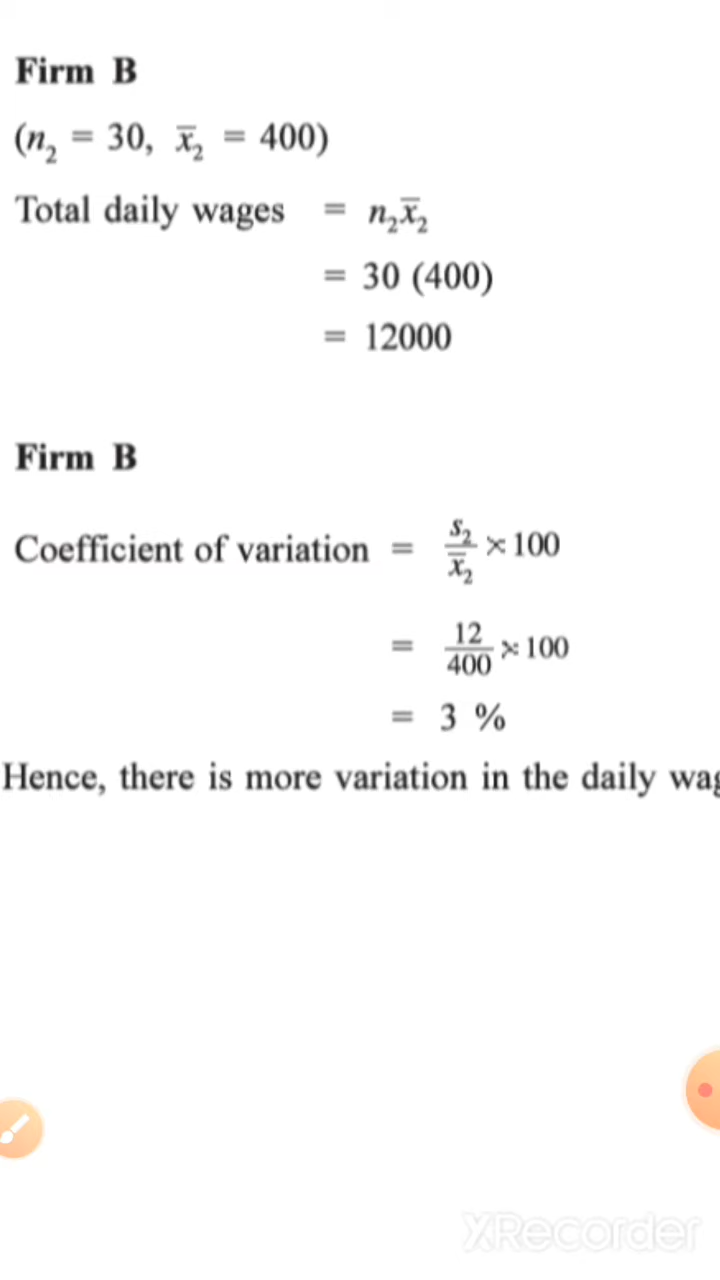 Firm B
(n₂ = 30, x̄₂ = 400)
Total daily wages = n₂x̄₂
= 30 (400)
= 12000
Firm B
Coefficient of variation = s₂/x̄₂ × 100
= 12/400 × 100
= 3 %
Hence, there is more variation in the daily wag
XRecorder